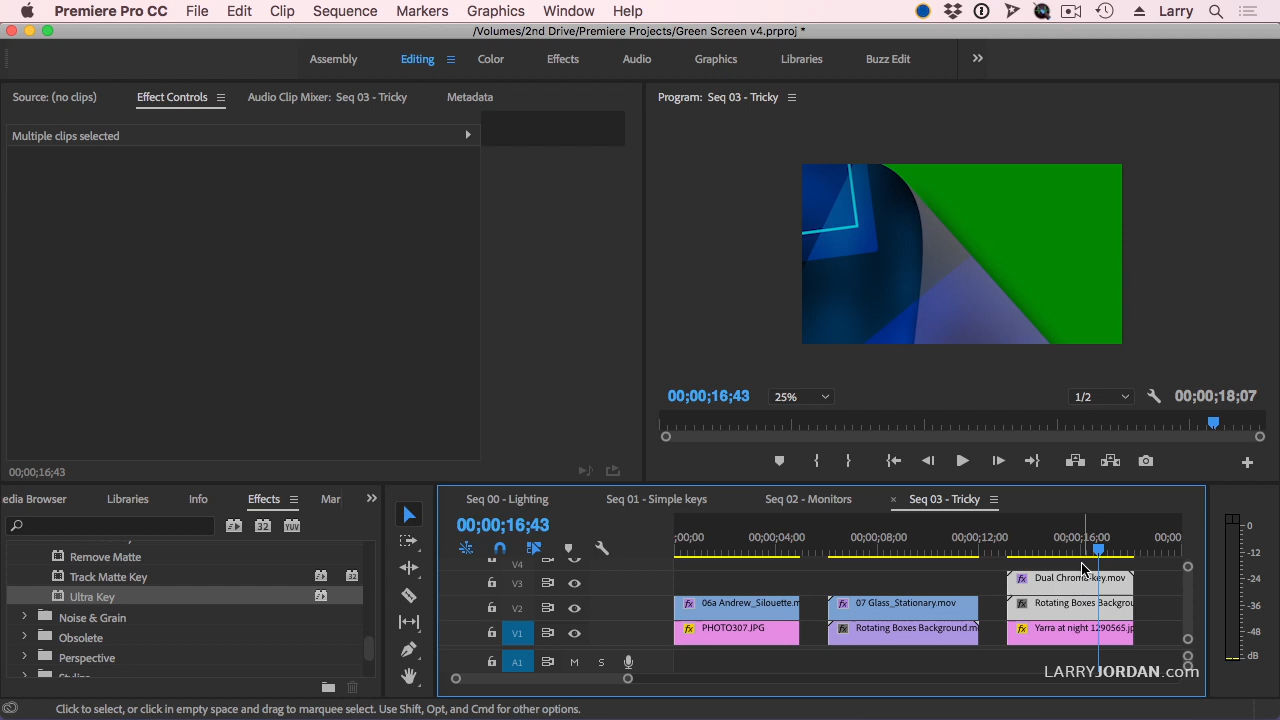 Premiere Pro CC File Edit Clip Sequence Markers Graphics Window Help Larry
/Volumes/2nd Drive/Premiere Projects/Green Screen v4.prproj *
Assembly Editing Color Effects Audio Graphics Libraries Buzz Edit
Source: (no clips) Effect Controls Audio Clip Mixer: Seq 03 - Tricky Metadata
Program: Seq 03 - Tricky
Multiple clips selected
00;00;16;43 25% 1/2 00;00;18;07
00;00;16;43
edia Browser Libraries Info Effects Mar
Seq 00 - Lighting Seq 01 - Simple keys Seq 02 - Monitors × Seq 03 - Tricky
00;00;16;43
;00;00 00;00;04;00 00;00;08;00 00;00;12;00 00;00;16;00 00;00
Remove Matte
Track Matte Key
Ultra Key
Noise & Grain
Obsolete
Perspective
V4
V3 Dual Chroma-key.mov
V2 06a Andrew_Silouette.m 07 Glass_Stationary.mov Rotating Boxes Backgrou
V1 PHOTO307.JPG Rotating Boxes Background.m Yarra at night 1290565.jp
A1 M S
0
-12
-24
-36
-48
dB
LARRYJORDAN.com
Click to select, or click in empty space and drag to marquee select. Use Shift, Opt, and Cmd for other options.